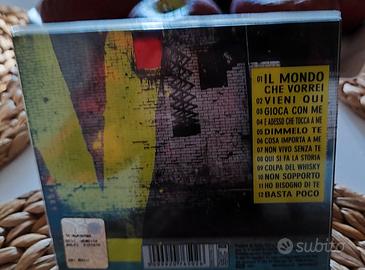 01 IL MONDO
CHE VORREI
02 VIENI QUI
03 GIOCA CON ME
04 E ADESSO CHE TOCCA A ME
05 DIMMELO TE
06 COSA IMPORTA A ME
07 NON VIVO SENZA TE
08 QUI SI FA LA STORIA
09 COLPA DEL WHISKY
10 NON SOPPORTO
11 HO BISOGNO DI TE
12 BASTA POCO
subito